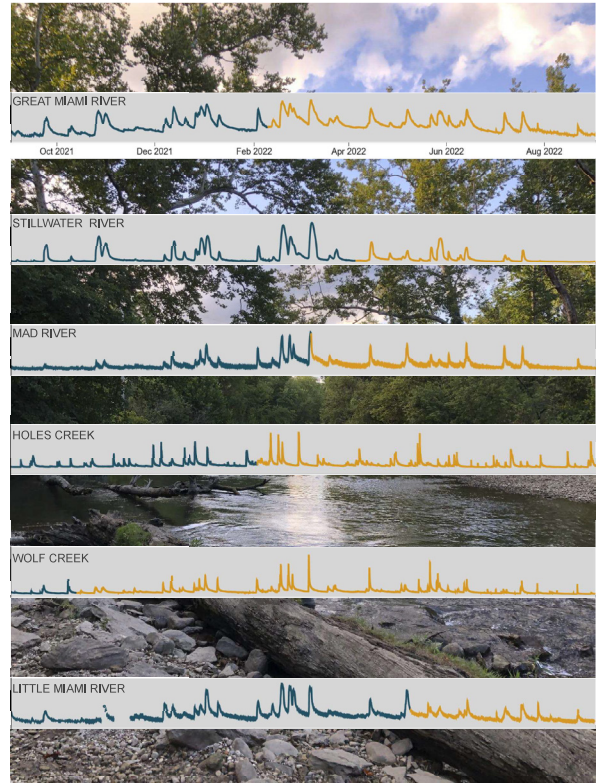 GREAT MIAMI RIVER
Oct 2021 Dec 2021 Feb 2022 Apr 2022 Jun 2022 Aug 2022
STILLWATER RIVER
MAD RIVER
HOLES CREEK
WOLF CREEK
LITTLE MIAMI RIVER